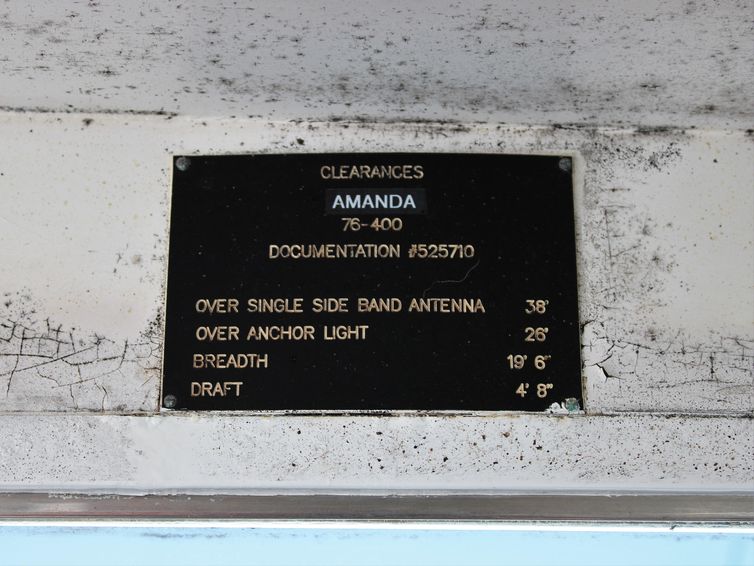 CLEARANCES
AMANDA
76-400
DOCUMENTATION #525710
OVER SINGLE SIDE BAND ANTENNA 38'
OVER ANCHOR LIGHT 26'
BREADTH 19' 6"
DRAFT 4' 8"